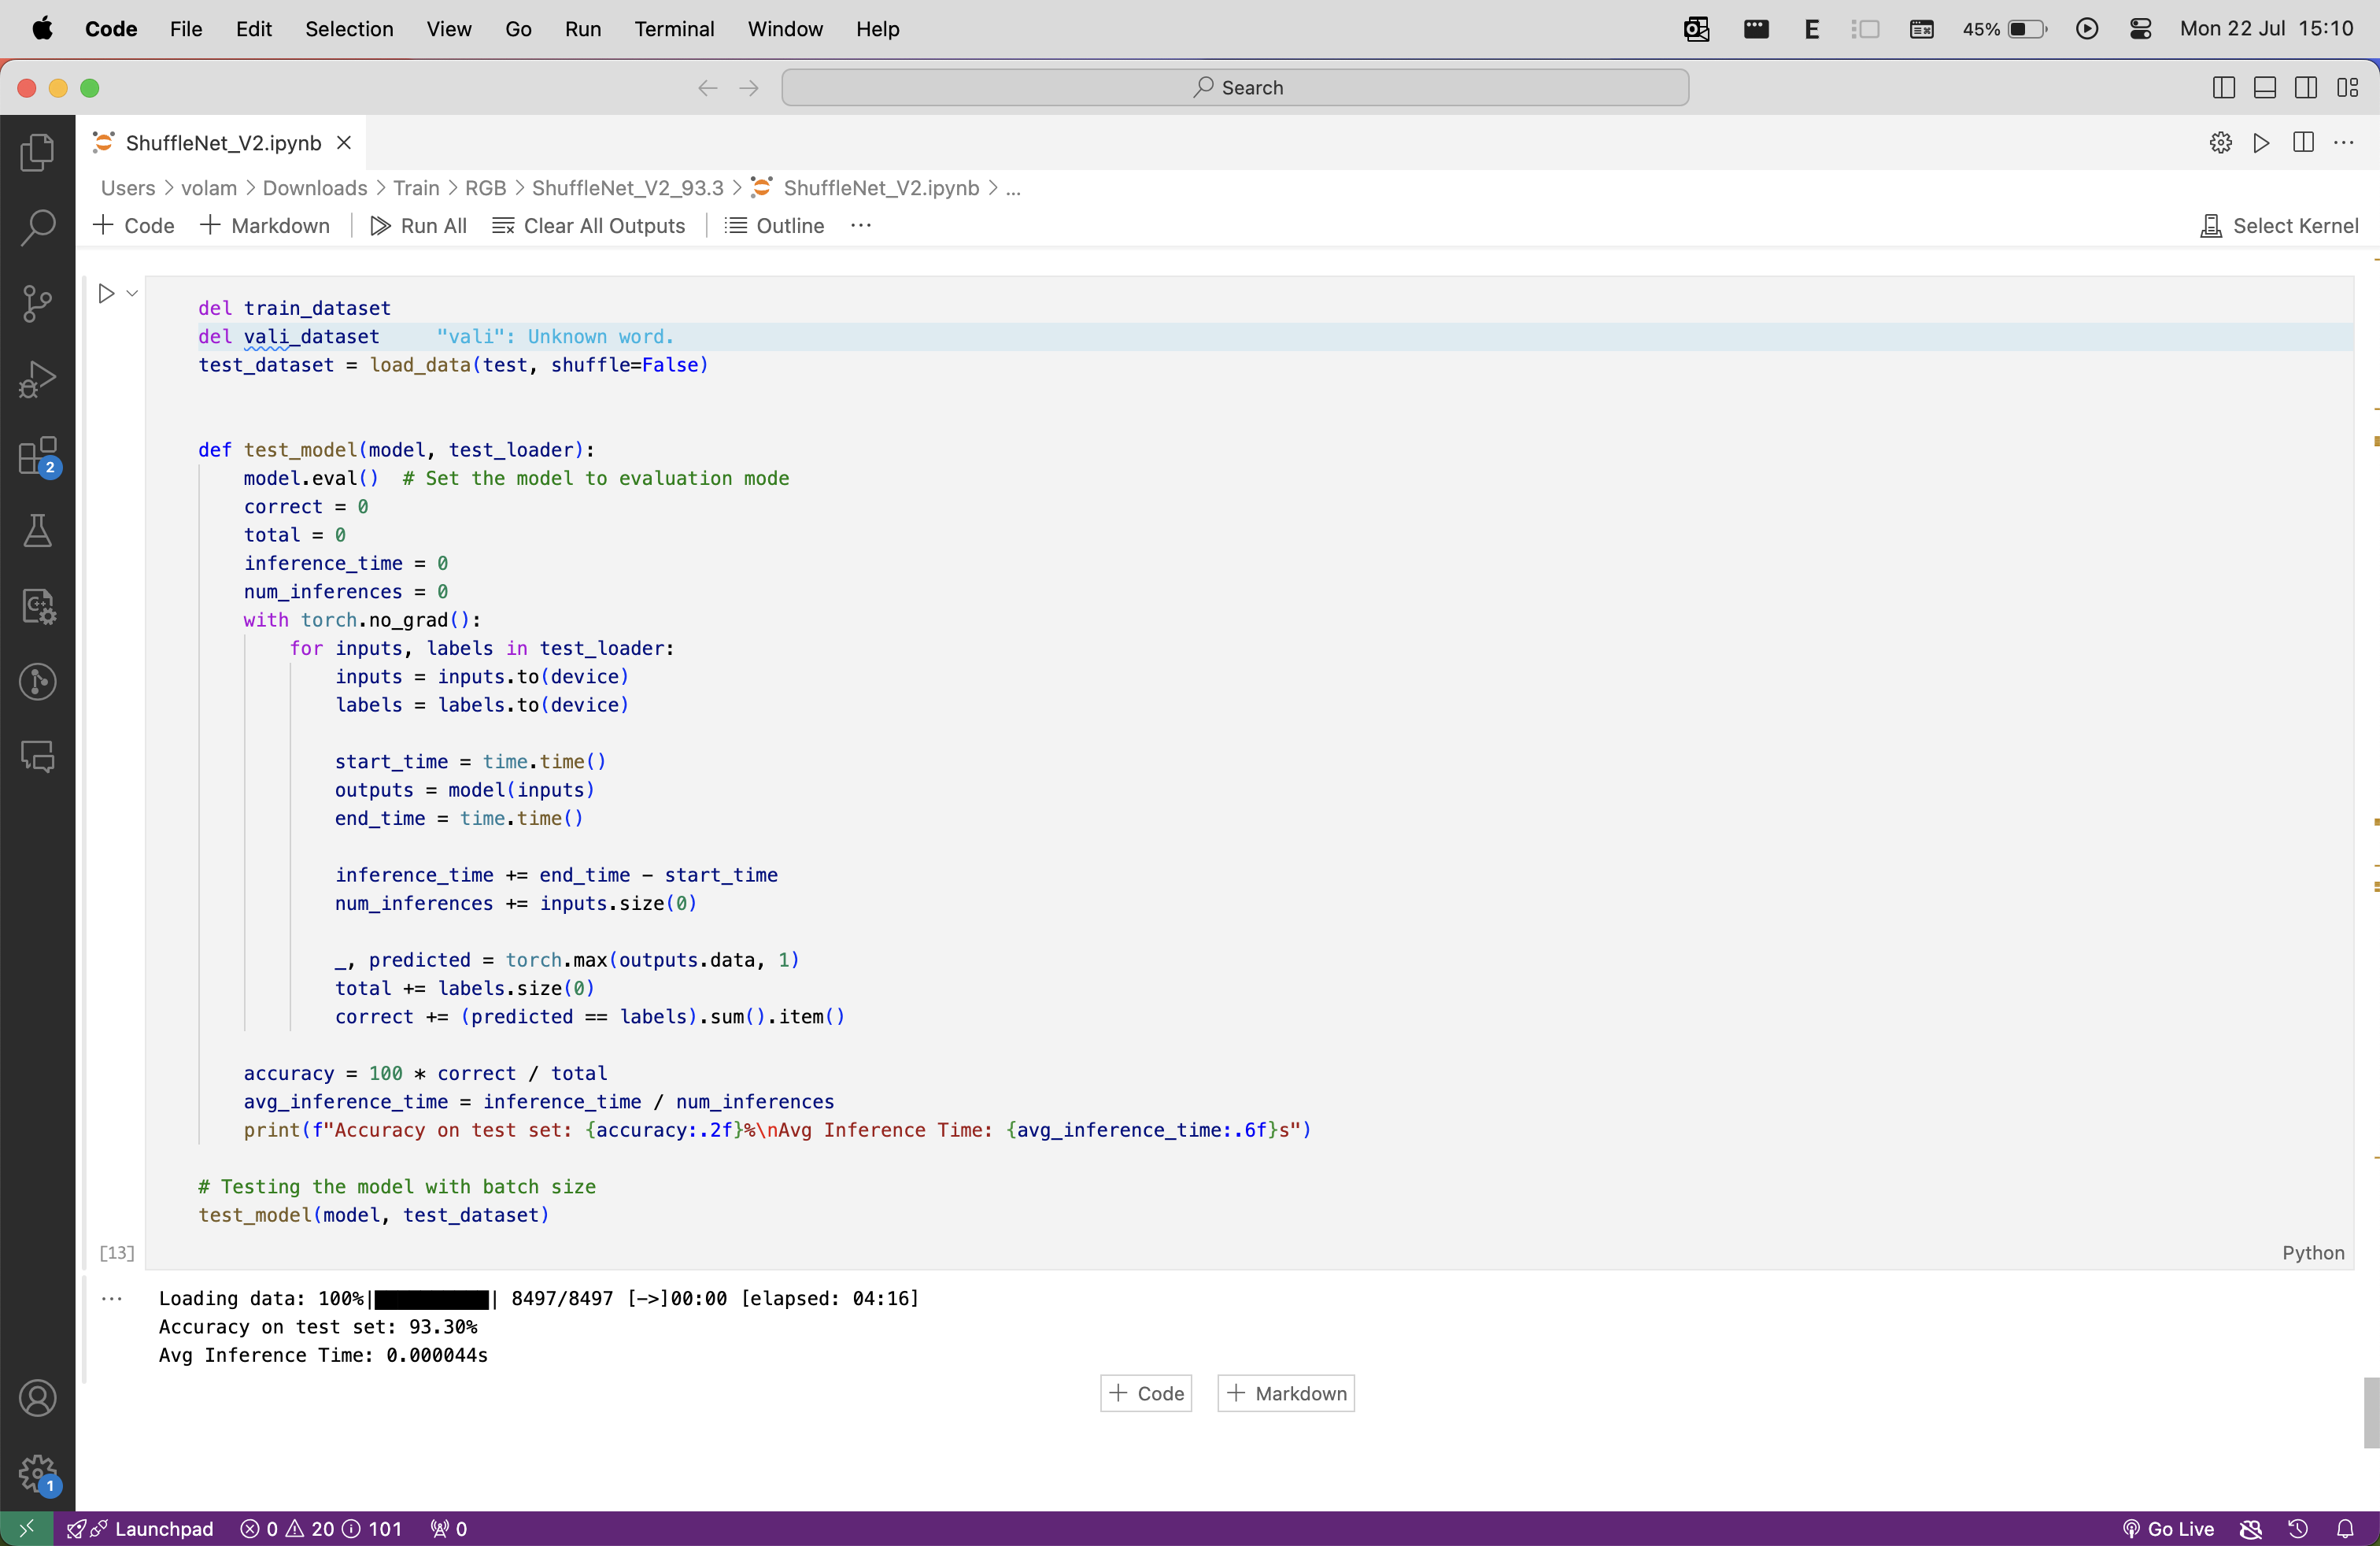 Code File Edit Selection View Go Run Terminal Window Help E 45% Mon 22 Jul 15:10
Search
ShuffleNet_V2.ipynb
Users > volam > Downloads > Train > RGB > ShuffleNet_V2_93.3 > ShuffleNet_V2.ipynb > ...
+ Code + Markdown Run All Clear All Outputs Outline ... Select Kernel
del train_dataset
del vali_dataset "vali": Unknown word.
test_dataset = load_data(test, shuffle=False)
def test_model(model, test_loader):
model.eval() # Set the model to evaluation mode
correct = 0
total = 0
inference_time = 0
num_inferences = 0
with torch.no_grad():
for inputs, labels in test_loader:
inputs = inputs.to(device)
labels = labels.to(device)
start_time = time.time()
outputs = model(inputs)
end_time = time.time()
inference_time += end_time - start_time
num_inferences += inputs.size(0)
_, predicted = torch.max(outputs.data, 1)
total += labels.size(0)
correct += (predicted == labels).sum().item()
accuracy = 100 * correct / total
avg_inference_time = inference_time / num_inferences
print(f"Accuracy on test set: {accuracy:.2f}%\nAvg Inference Time: {avg_inference_time:.6f}s")
# Testing the model with batch size
test_model(model, test_dataset)
[13] Python
... Loading data: 100%|██████████| 8497/8497 [->]00:00 [elapsed: 04:16]
Accuracy on test set: 93.30%
Avg Inference Time: 0.000044s
+ Code + Markdown
2
1
Launchpad 0 20 101 0 Go Live